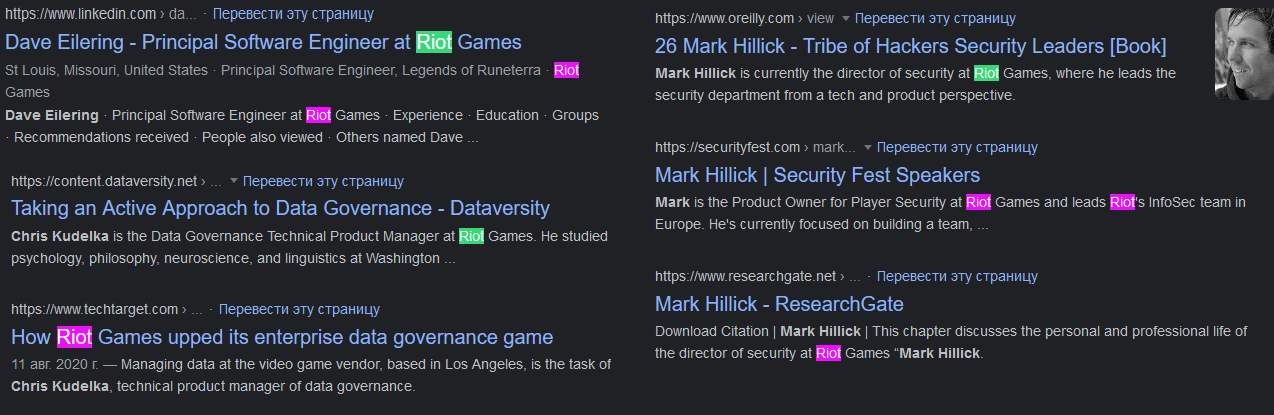 https://www.linkedin.com › da... · Перевести эту страницу
Dave Eilering - Principal Software Engineer at Riot Games
St Louis, Missouri, United States · Principal Software Engineer, Legends of Runeterra · Riot
Games
Dave Eilering · Principal Software Engineer at Riot Games · Experience · Education · Groups
· Recommendations received · People also viewed · Others named Dave ...
https://content.dataversity.net › ... Перевести эту страницу
Taking an Active Approach to Data Governance - Dataversity
Chris Kudelka is the Data Governance Technical Product Manager at Riot Games. He studied
psychology, philosophy, neuroscience, and linguistics at Washington ...
https://www.techtarget.com › ... · Перевести эту страницу
How Riot Games upped its enterprise data governance game
11 авг. 2020 г. — Managing data at the video game vendor, based in Los Angeles, is the task of
Chris Kudelka, technical product manager of data governance.
https://www.oreilly.com › view Перевести эту страницу
26 Mark Hillick - Tribe of Hackers Security Leaders [Book]
Mark Hillick is currently the director of security at Riot Games, where he leads the
security department from a tech and product perspective.
https://securityfest.com › mark... Перевести эту страницу
Mark Hillick | Security Fest Speakers
Mark is the Product Owner for Player Security at Riot Games and leads Riot's InfoSec team in
Europe. He's currently focused on building a team, ...
https://www.researchgate.net › ... · Перевести эту страницу
Mark Hillick - ResearchGate
Download Citation | Mark Hillick | This chapter discusses the personal and professional life of
the director of security at Riot Games “Mark Hillick.